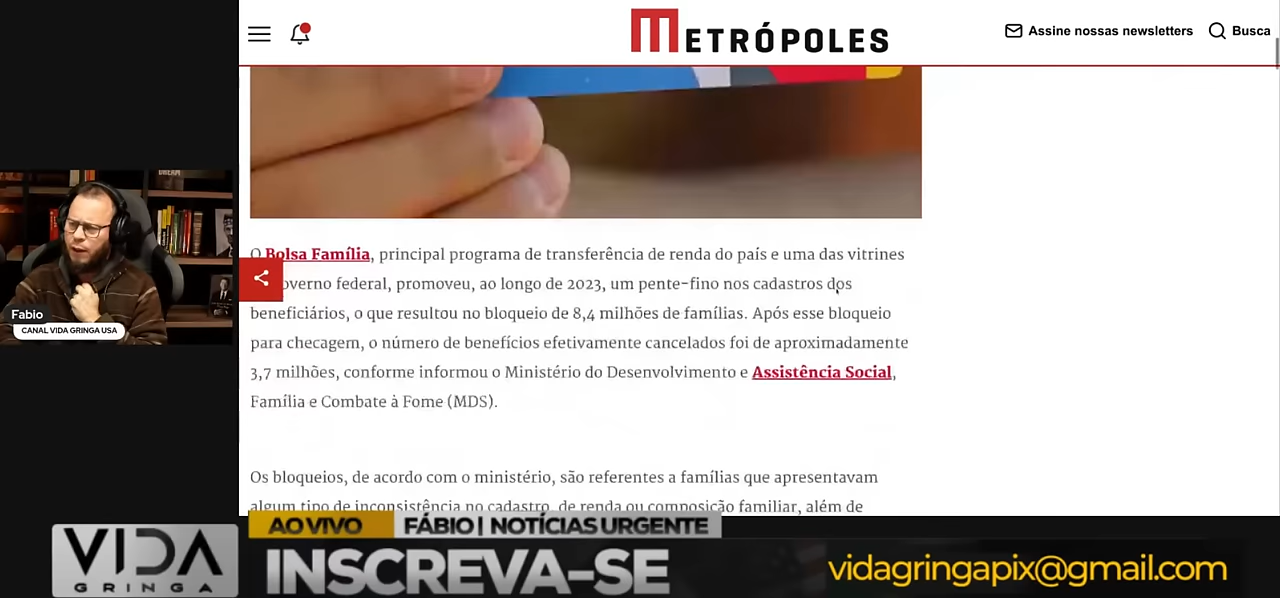 METRÓPOLES
Assine nossas newsletters
Busca
O Bolsa Família, principal programa de transferência de renda do país e uma das vitrines
overno federal, promoveu, ao longo de 2023, um pente-fino nos cadastros dos
beneficiários, o que resultou no bloqueio de 8,4 milhões de famílias. Após esse bloqueio
para checagem, o número de benefícios efetivamente cancelados foi de aproximadamente
3,7 milhões, conforme informou o Ministério do Desenvolvimento e Assistência Social,
Família e Combate à Fome (MDS).
Os bloqueios, de acordo com o ministério, são referentes a famílias que apresentavam
algum tipo de inconsistência no cadastro, de renda ou composição familiar, além de
DREAM
Fabio
CANAL VIDA GRINGA USA
VIDA
GRINGA
AO VIVO
FÁBIO | NOTÍCIAS URGENTE
INSCREVA-SE
vidagringapix@gmail.com